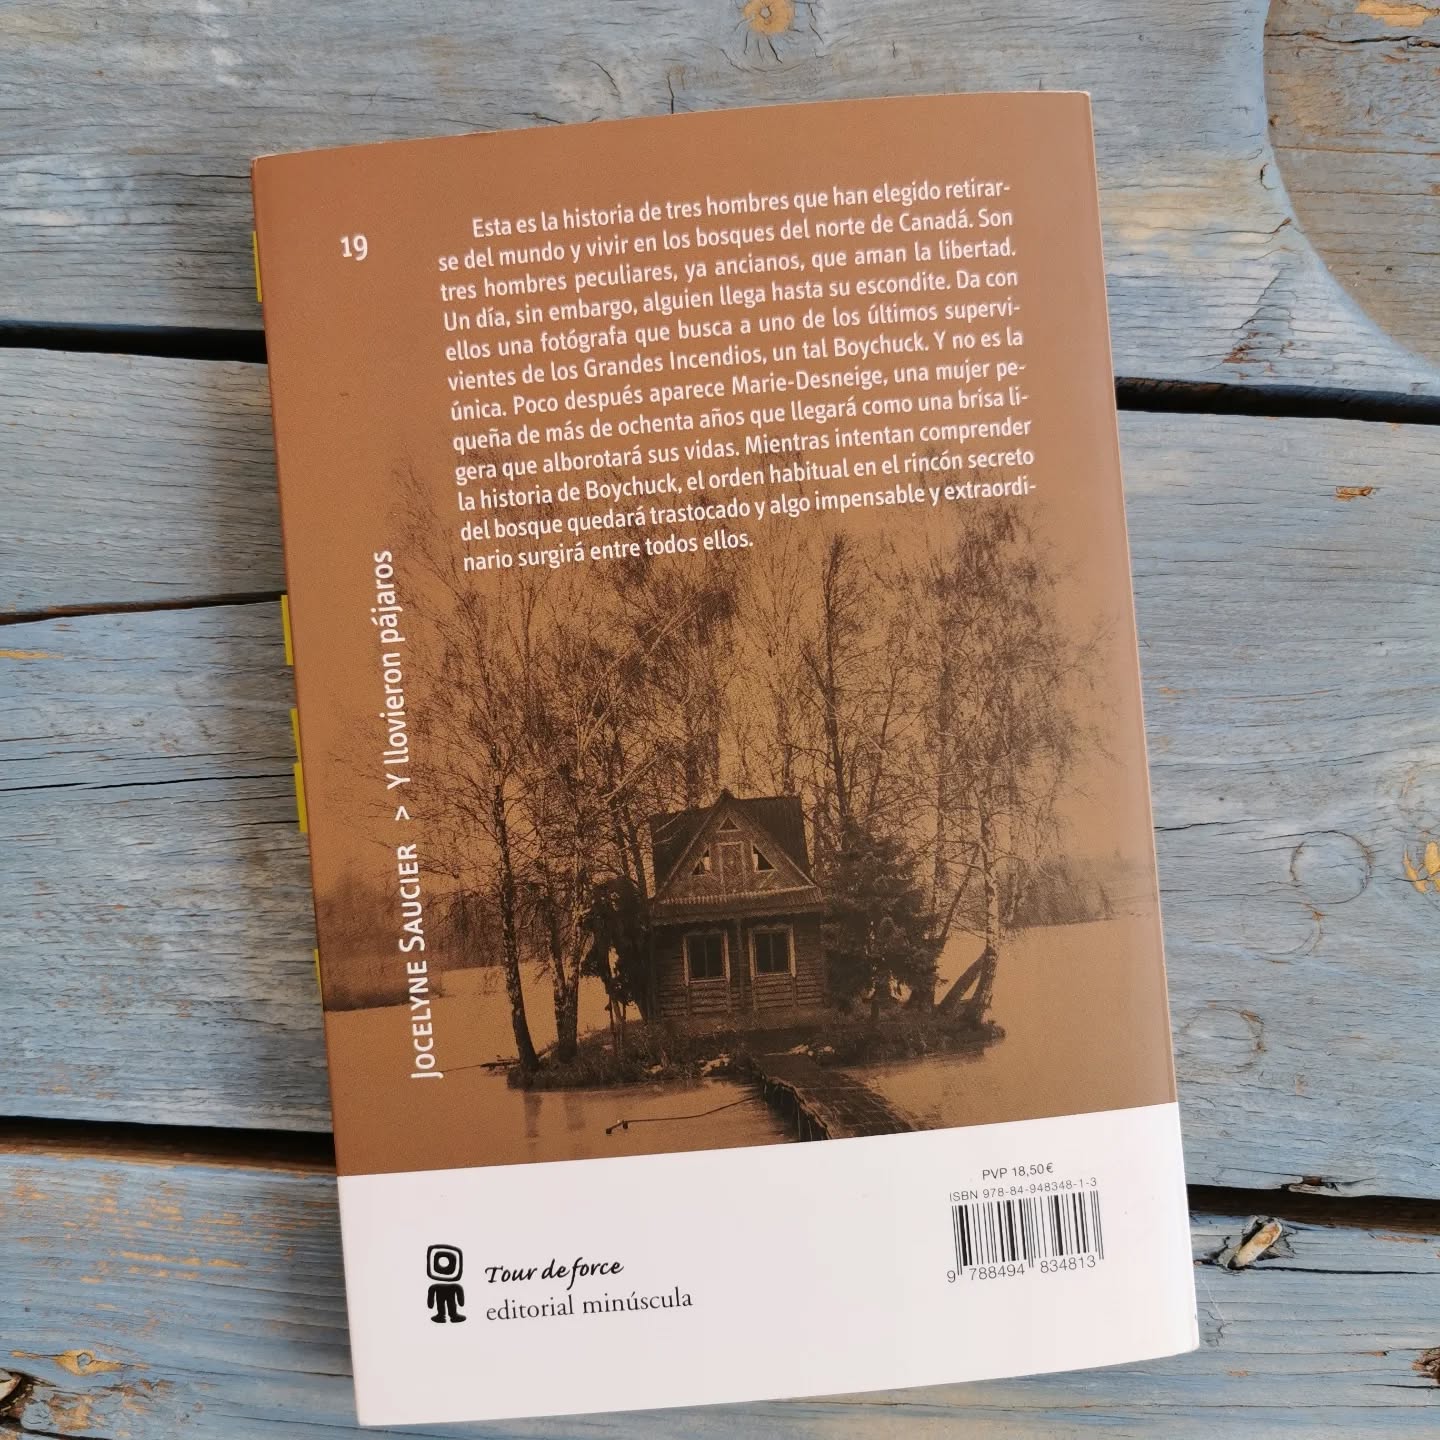 19
Esta es la historia de tres hombres que han elegido retirar-
se del mundo y vivir en los bosques del norte de Canadá. Son
tres hombres peculiares, ya ancianos, que aman la libertad.
Un día, sin embargo, alguien llega hasta su escondite. Da con
ellos una fotógrafa que busca a uno de los últimos supervi-
vientes de los Grandes Incendios, un tal Boychuck. Y no es la
única. Poco después aparece Marie-Desneige, una mujer pe-
queña de más de ochenta años que llegará como una brisa li-
gera que alborotará sus vidas. Mientras intentan comprender
la historia de Boychuck, el orden habitual en el rincón secreto
del bosque quedará trastocado y algo impensable y extraordi-
nario surgirá entre todos ellos.
JOCELYNE SAUCIER > Y llovieron pájaros
PVP 18,50 €
ISBN 978-84-948348-1-3
9 788494 834813
Tour de force
editorial minúscula